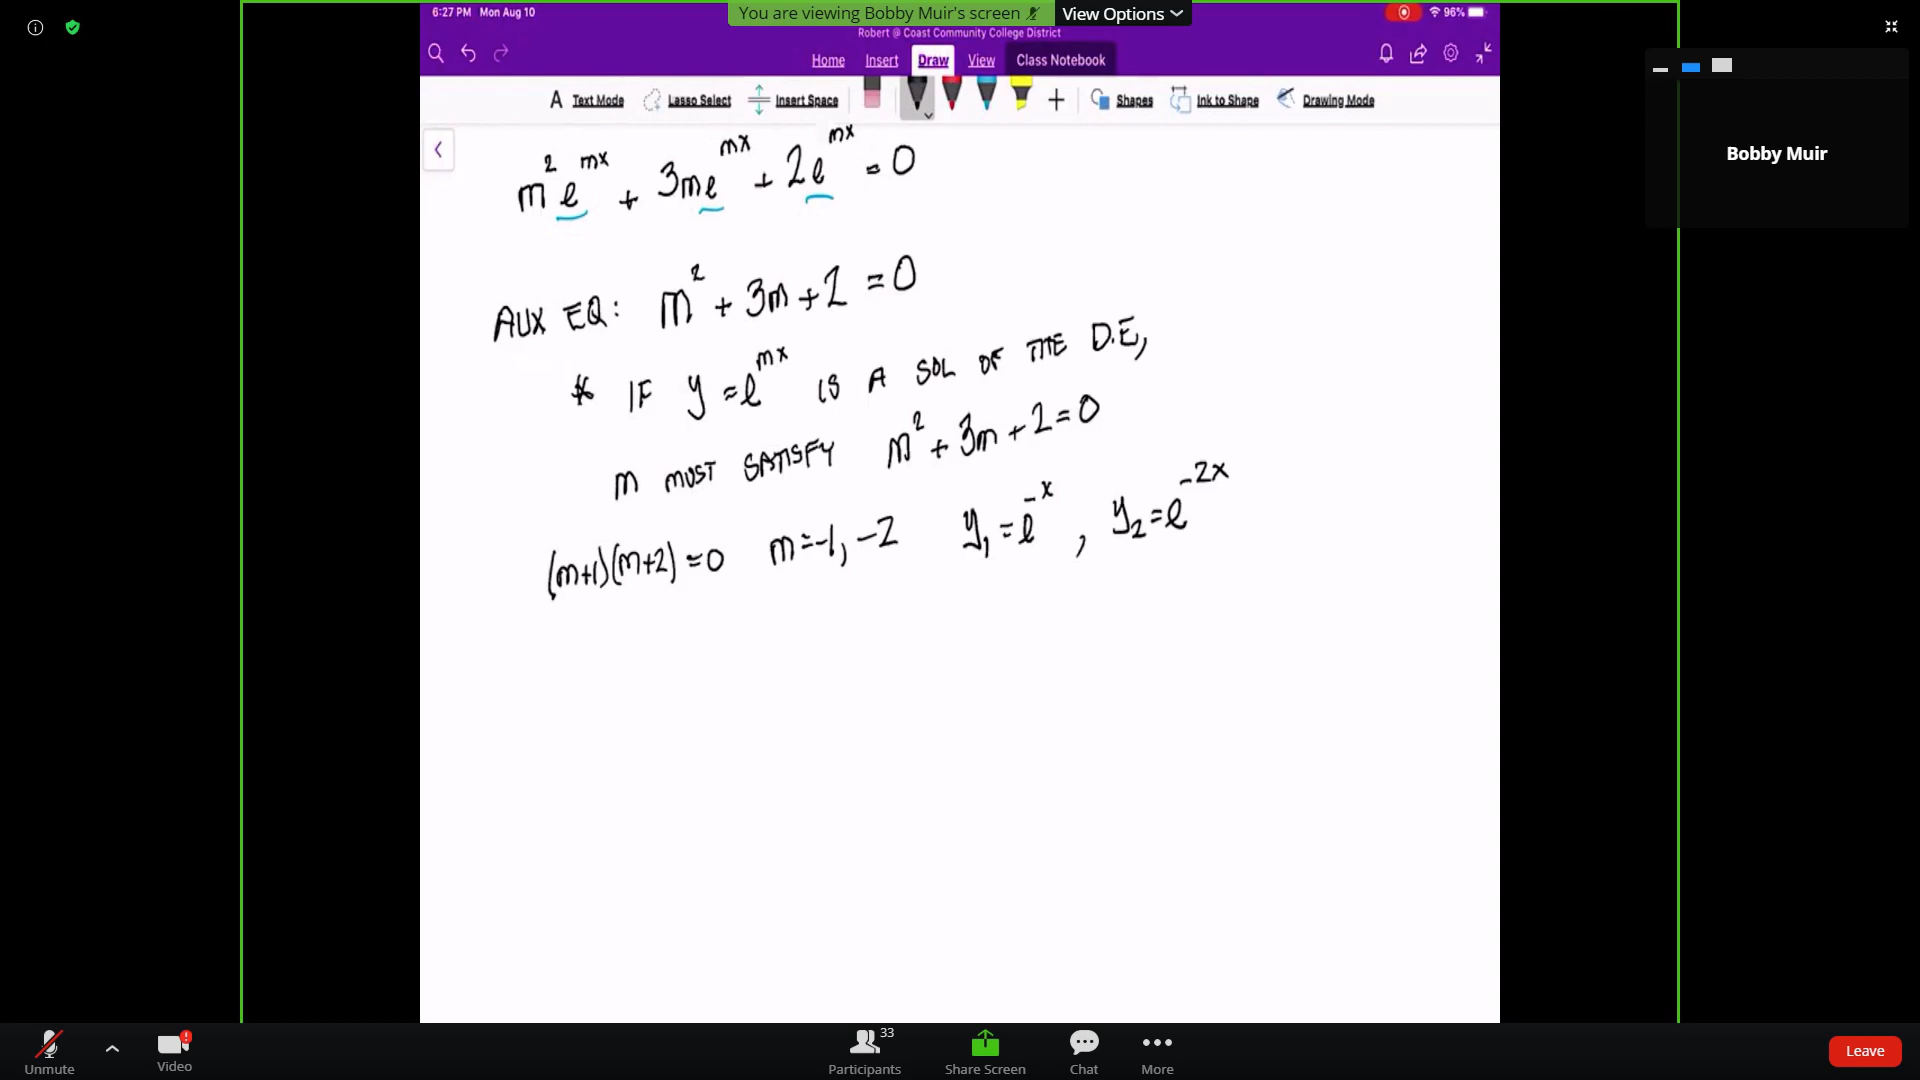 You are viewing Bobby Muir's screen
View Options
6:27 PM Mon Aug 10
96%
Robert @ Coast Community College District
Home Insert Draw View Class Notebook
A Text Mode Lasso Select Insert Space Shapes Ink to Shape Drawing Mode
Bobby Muir
m² e^mx + 3me^mx + 2e^mx = 0
AUX EQ: m² + 3m + 2 = 0
* IF y = e^mx IS A SOL OF THE D.E,
m MUST SATISFY m² + 3m + 2 = 0
(m+1)(m+2) = 0 m = -1, -2 y₁ = e^-x , y₂ = e^-2x
Unmute
Video
Participants 33
Share Screen
Chat
More
Leave